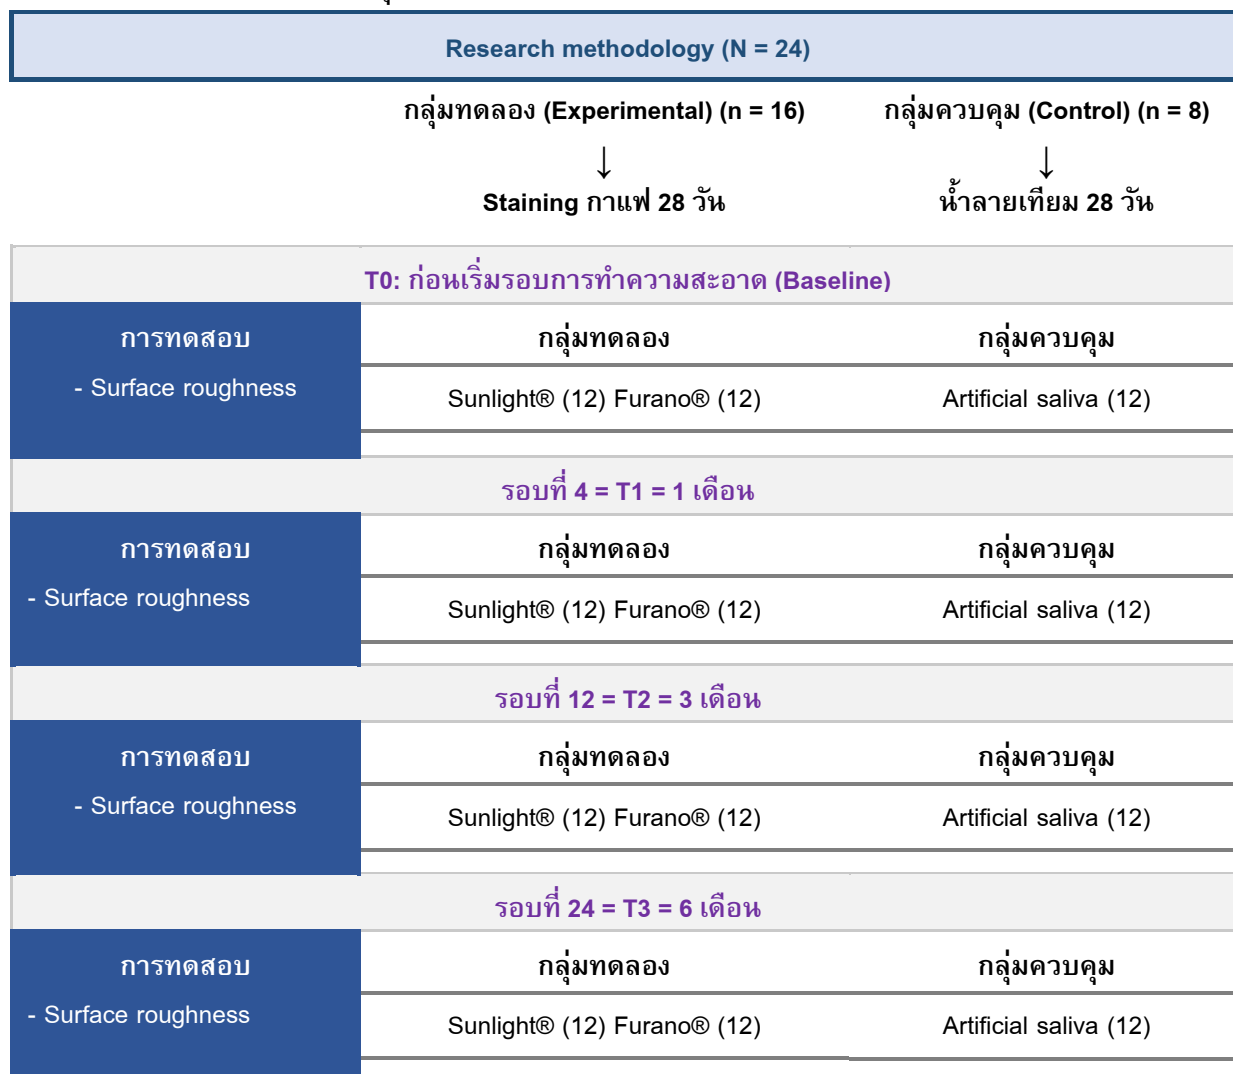 Research methodology (N = 24)
กลุ่มทดลอง (Experimental) (n = 16) กลุ่มควบคุม (Control) (n = 8)
↓ ↓
Staining กาแฟ 28 วัน น้ำลายเทียม 28 วัน
T0: ก่อนเริ่มรอบการทำความสะอาด (Baseline)
การทดสอบ กลุ่มทดลอง กลุ่มควบคุม
- Surface roughness Sunlight® (12) Furano® (12) Artificial saliva (12)
รอบที่ 4 = T1 = 1 เดือน
การทดสอบ กลุ่มทดลอง กลุ่มควบคุม
- Surface roughness Sunlight® (12) Furano® (12) Artificial saliva (12)
รอบที่ 12 = T2 = 3 เดือน
การทดสอบ กลุ่มทดลอง กลุ่มควบคุม
- Surface roughness Sunlight® (12) Furano® (12) Artificial saliva (12)
รอบที่ 24 = T3 = 6 เดือน
การทดสอบ กลุ่มทดลอง กลุ่มควบคุม
- Surface roughness Sunlight® (12) Furano® (12) Artificial saliva (12)